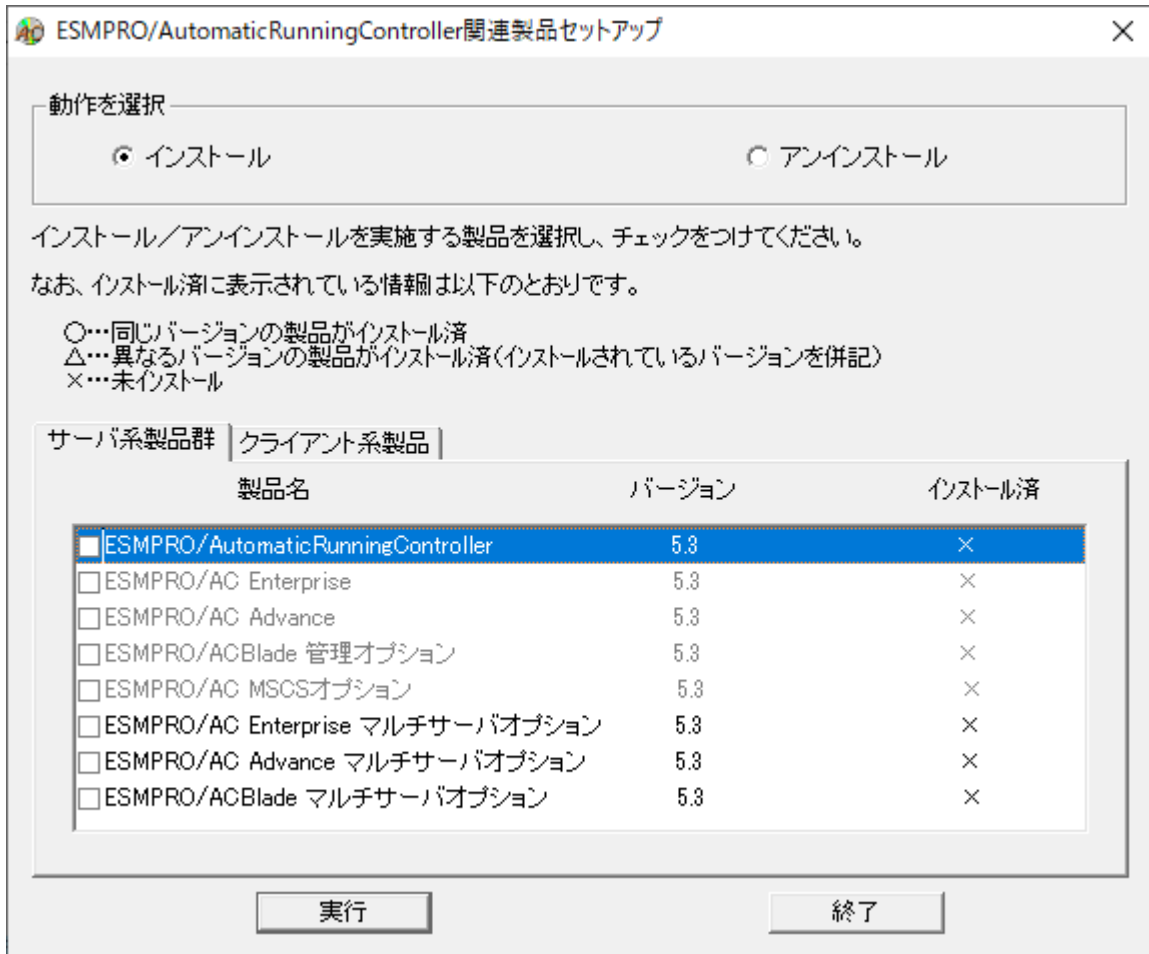 ESMPRO/AutomaticRunningController関連製品セットアップ
動作を選択
インストール アンインストール
インストール／アンインストールを実施する製品を選択し、チェックをつけてください。
なお、インストール済に表示されている情報は以下のとおりです。
○…同じバージョンの製品がインストール済
△…異なるバージョンの製品がインストール済(インストールされているバージョンを併記)
×…未インストール
サーバ系製品群 クライアント系製品
製品名 バージョン インストール済
ESMPRO/AutomaticRunningController 5.3 ×
ESMPRO/AC Enterprise 5.3 ×
ESMPRO/AC Advance 5.3 ×
ESMPRO/ACBlade 管理オプション 5.3 ×
ESMPRO/AC MSCSオプション 5.3 ×
ESMPRO/AC Enterprise マルチサーバオプション 5.3 ×
ESMPRO/AC Advance マルチサーバオプション 5.3 ×
ESMPRO/ACBlade マルチサーバオプション 5.3 ×
実行 終了